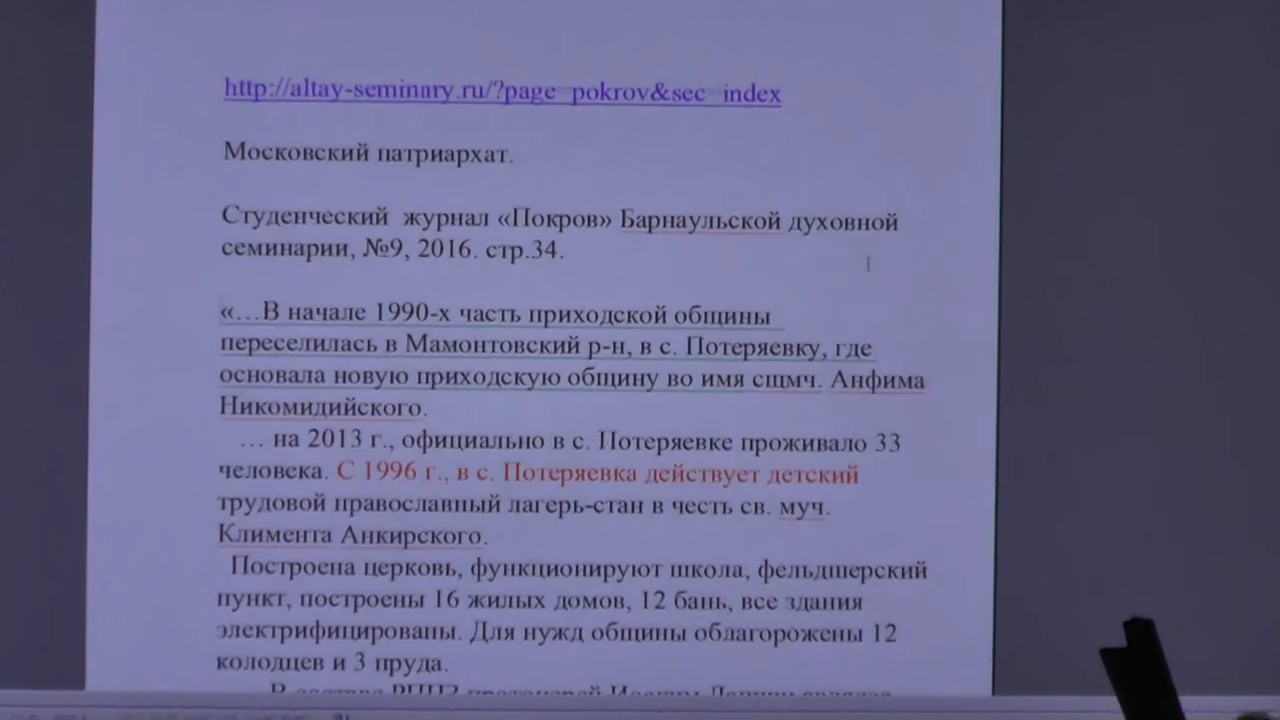 http://altay-seminary.ru/?page=pokrov&sec=index
Московский патриархат.
Студенческий журнал «Покров» Барнаульской духовной
семинарии, №9, 2016. стр.34.
«…В начале 1990-х часть приходской общины
переселилась в Мамонтовский р-н, в с. Потеряевку, где
основала новую приходскую общину во имя сщмч. Анфима
Никомидийского.
… на 2013 г., официально в с. Потеряевке проживало 33
человека. С 1996 г., в с. Потеряевка действует детский
трудовой православный лагерь-стан в честь св. муч.
Климента Анкирского.
Построена церковь, функционируют школа, фельдшерский
пункт, построены 16 жилых домов, 12 бань, все здания
электрифицированы. Для нужд общины облагорожены 12
колодцев и 3 пруда.